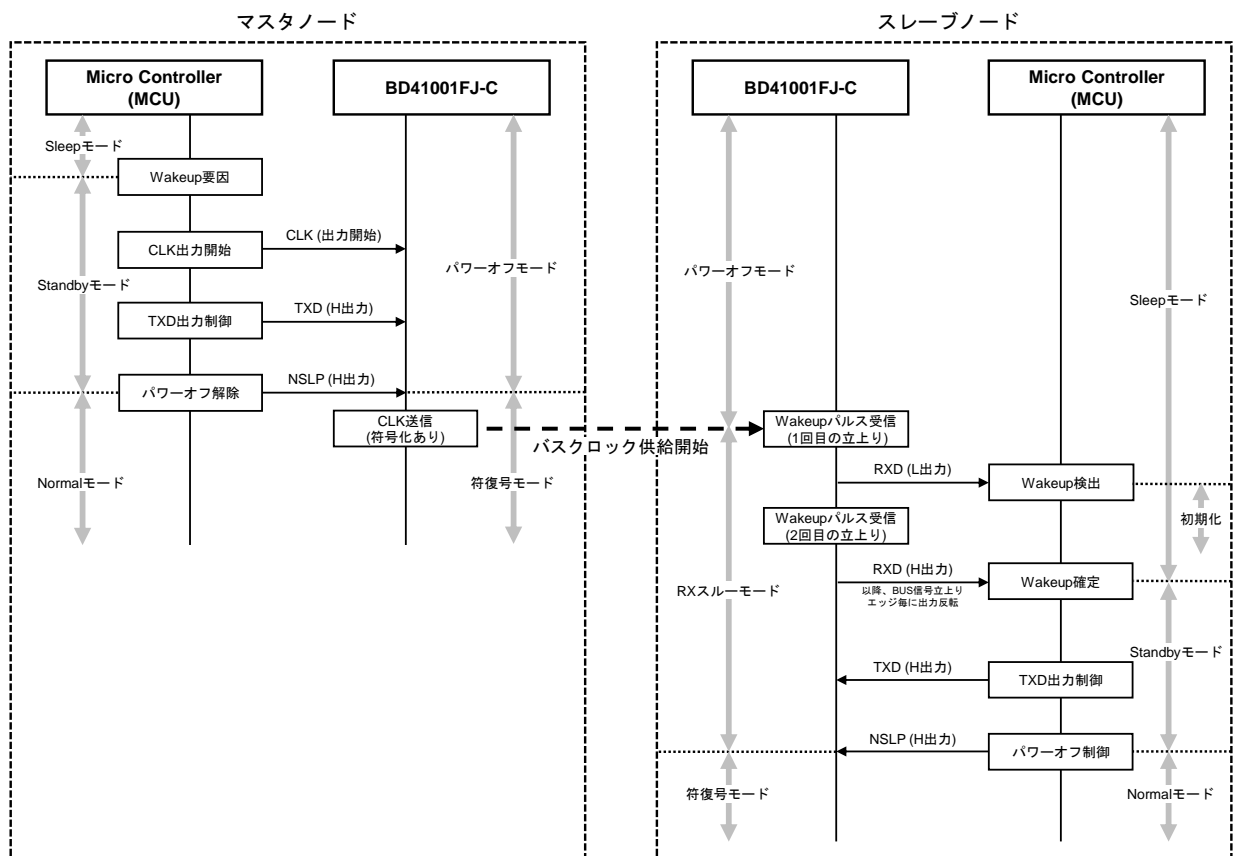 マスタノード
スレーブノード
Micro Controller
(MCU)
BD41001FJ-C
BD41001FJ-C
Micro Controller
(MCU)
Sleepモード
Wakeup要因
CLK出力開始
CLK (出力開始)
パワーオフモード
Standbyモード
TXD出力制御
TXD (H出力)
パワーオフ解除
NSLP (H出力)
CLK送信
(符号化あり)
Normalモード
符復号モード
バスクロック供給開始
パワーオフモード
Sleepモード
Wakeupパルス受信
(1回目の立上り)
RXD (L出力)
Wakeup検出
Wakeupパルス受信
(2回目の立上り)
初期化
RXスルーモード
RXD (H出力)
以降、BUS信号立上り
エッジ毎に出力反転
Wakeup確定
Standbyモード
TXD (H出力)
TXD出力制御
NSLP (H出力)
パワーオフ制御
符復号モード
Normalモード